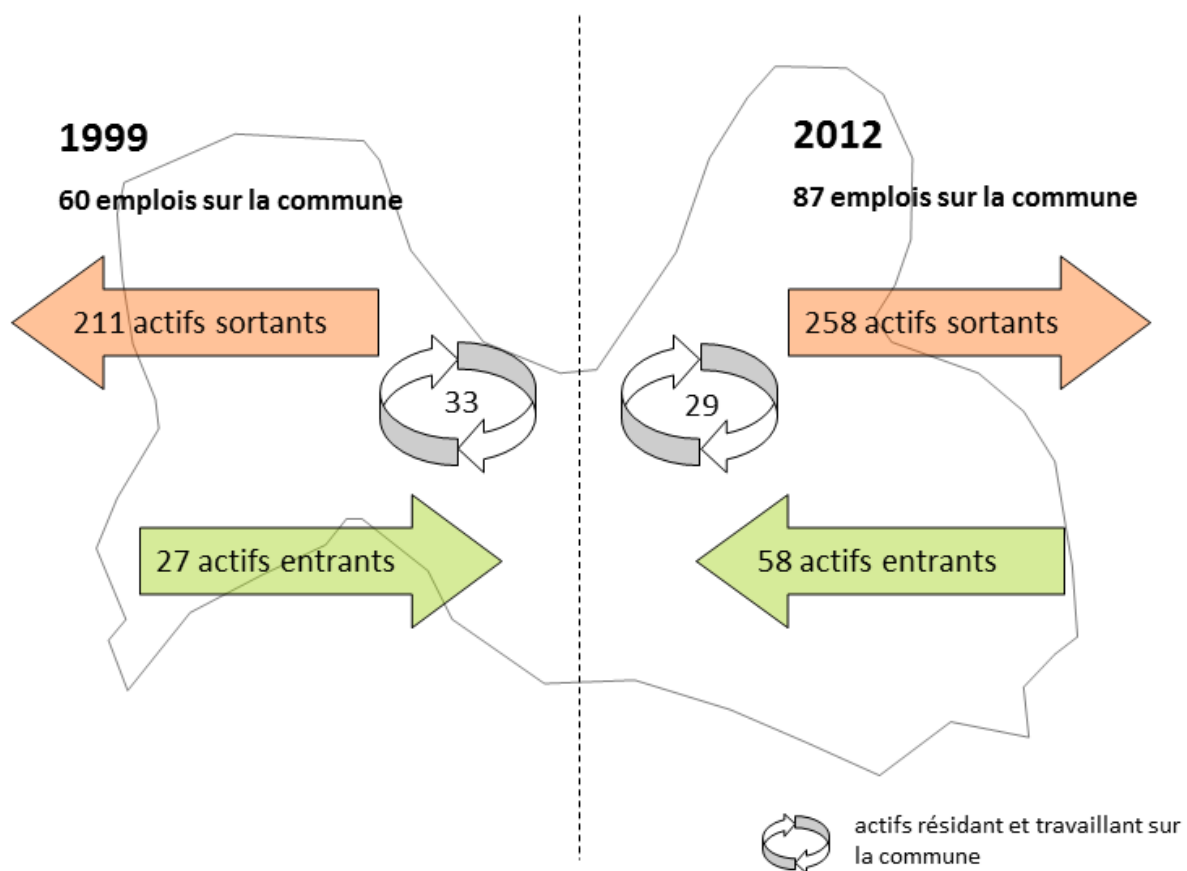 1999
60 emplois sur la commune
211 actifs sortants
33
27 actifs entrants
2012
87 emplois sur la commune
258 actifs sortants
29
58 actifs entrants
actifs résidant et travaillant sur
la commune